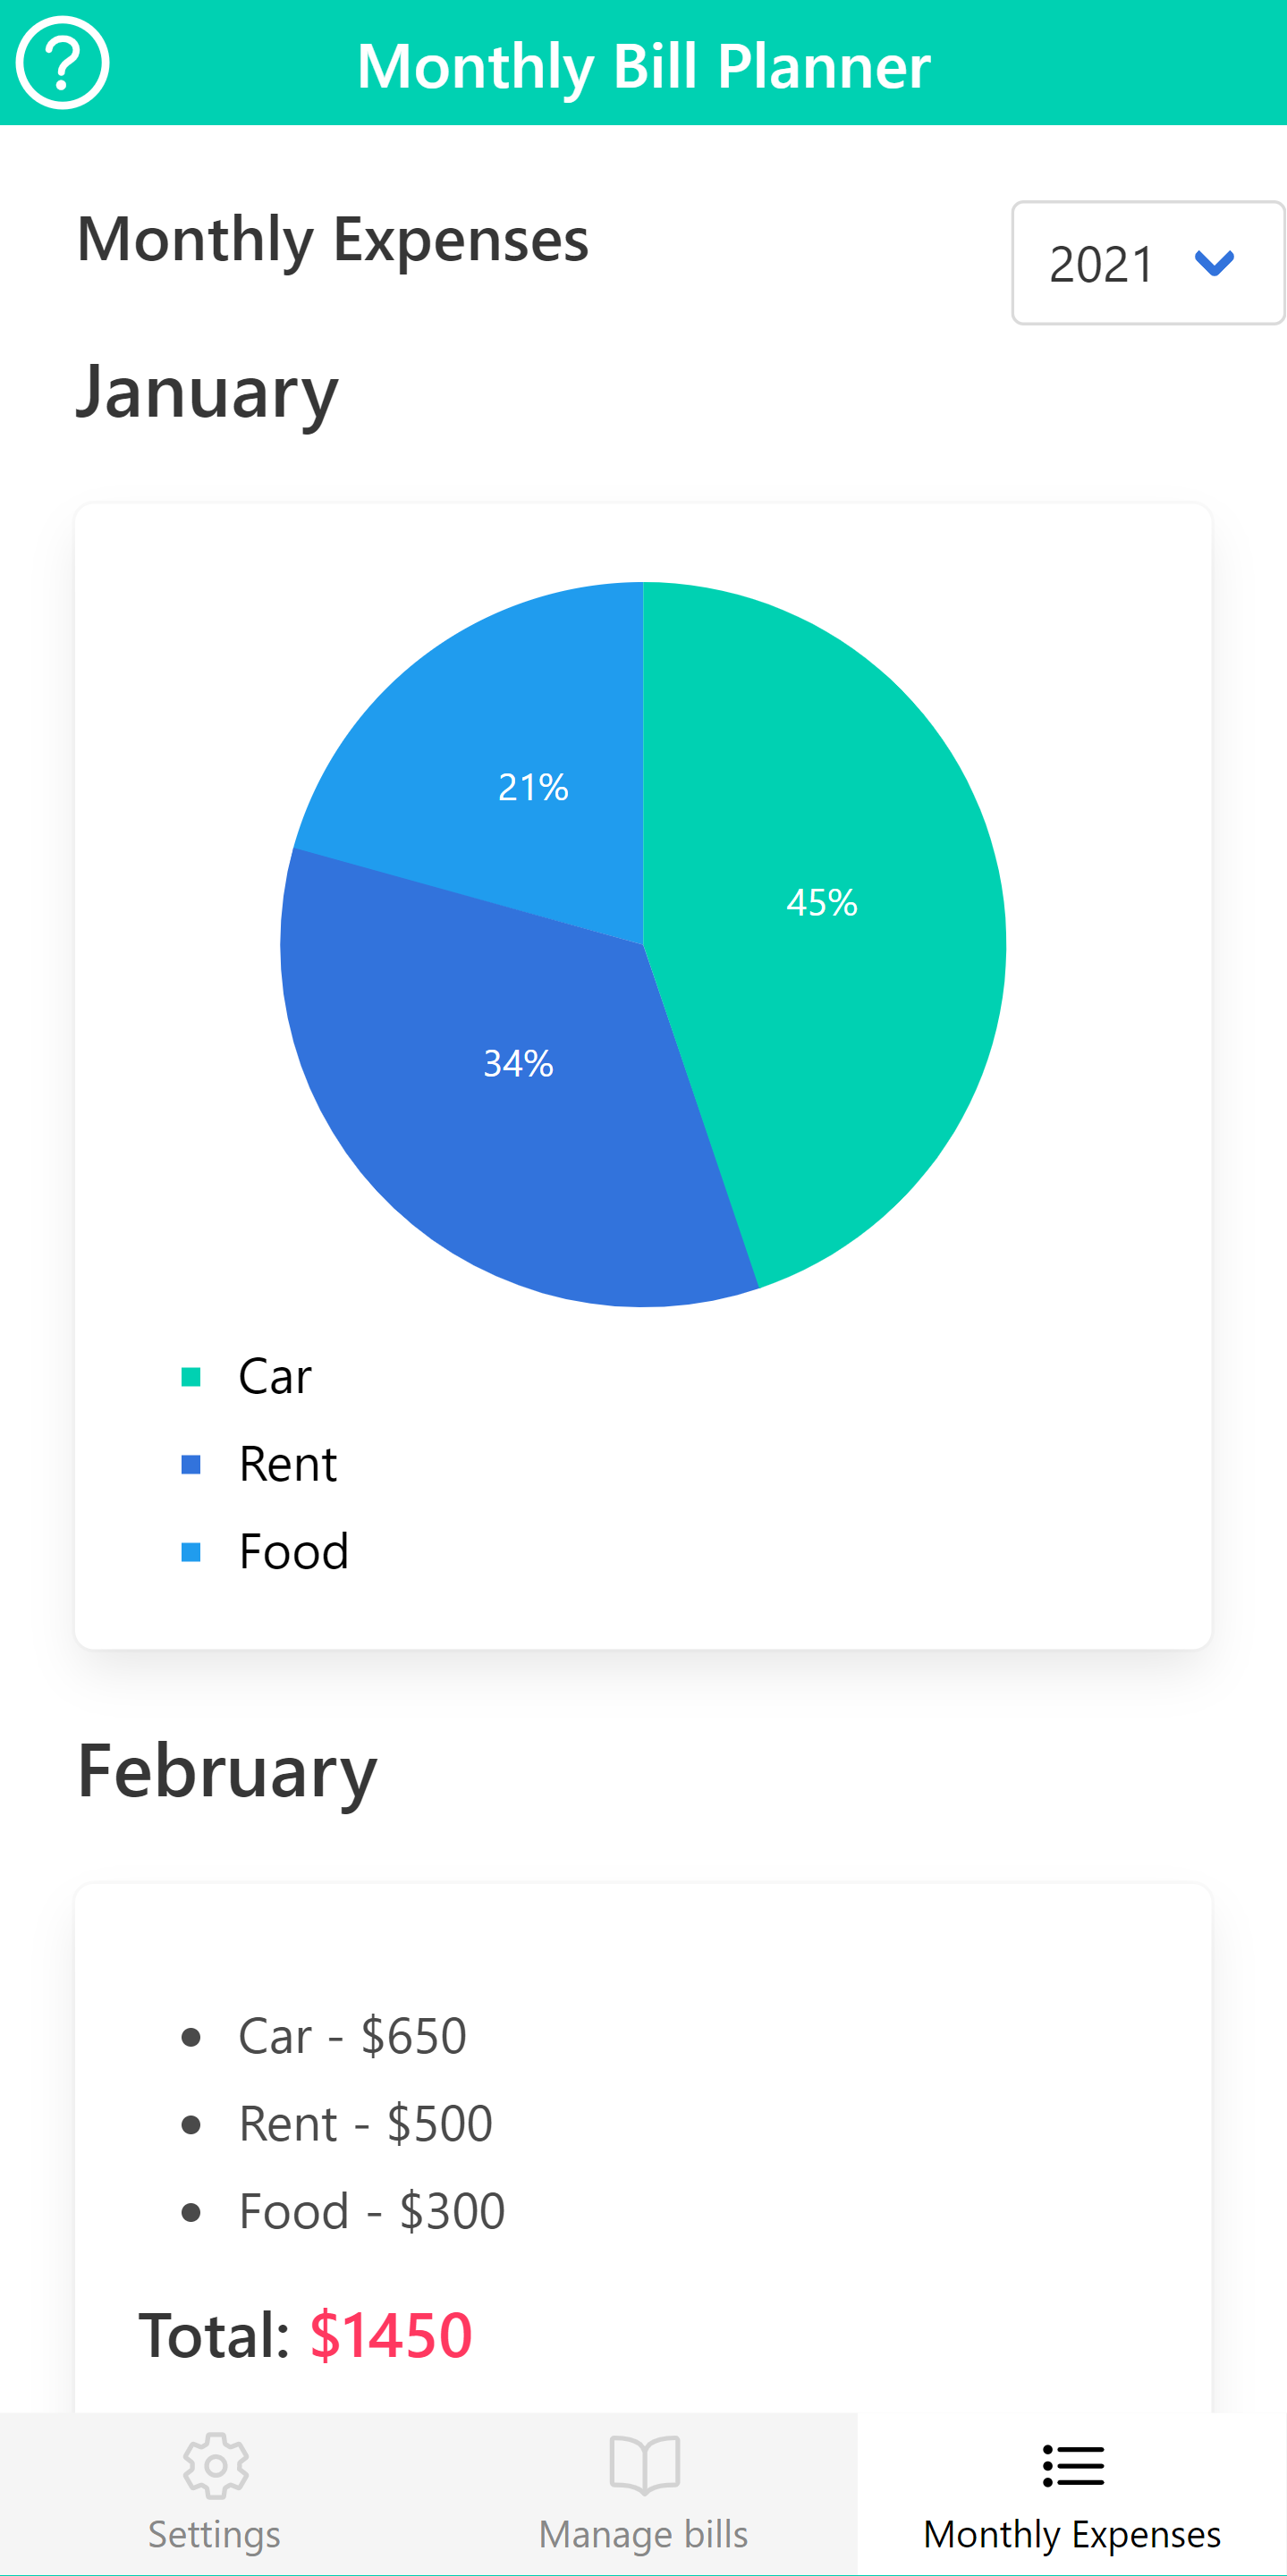 Monthly Bill Planner
Monthly Expenses
2021
January
21%
45%
34%
Car
Rent
Food
February
Car - $650
Rent - $500
Food - $300
Total: $1450
Settings
Manage bills
Monthly Expenses